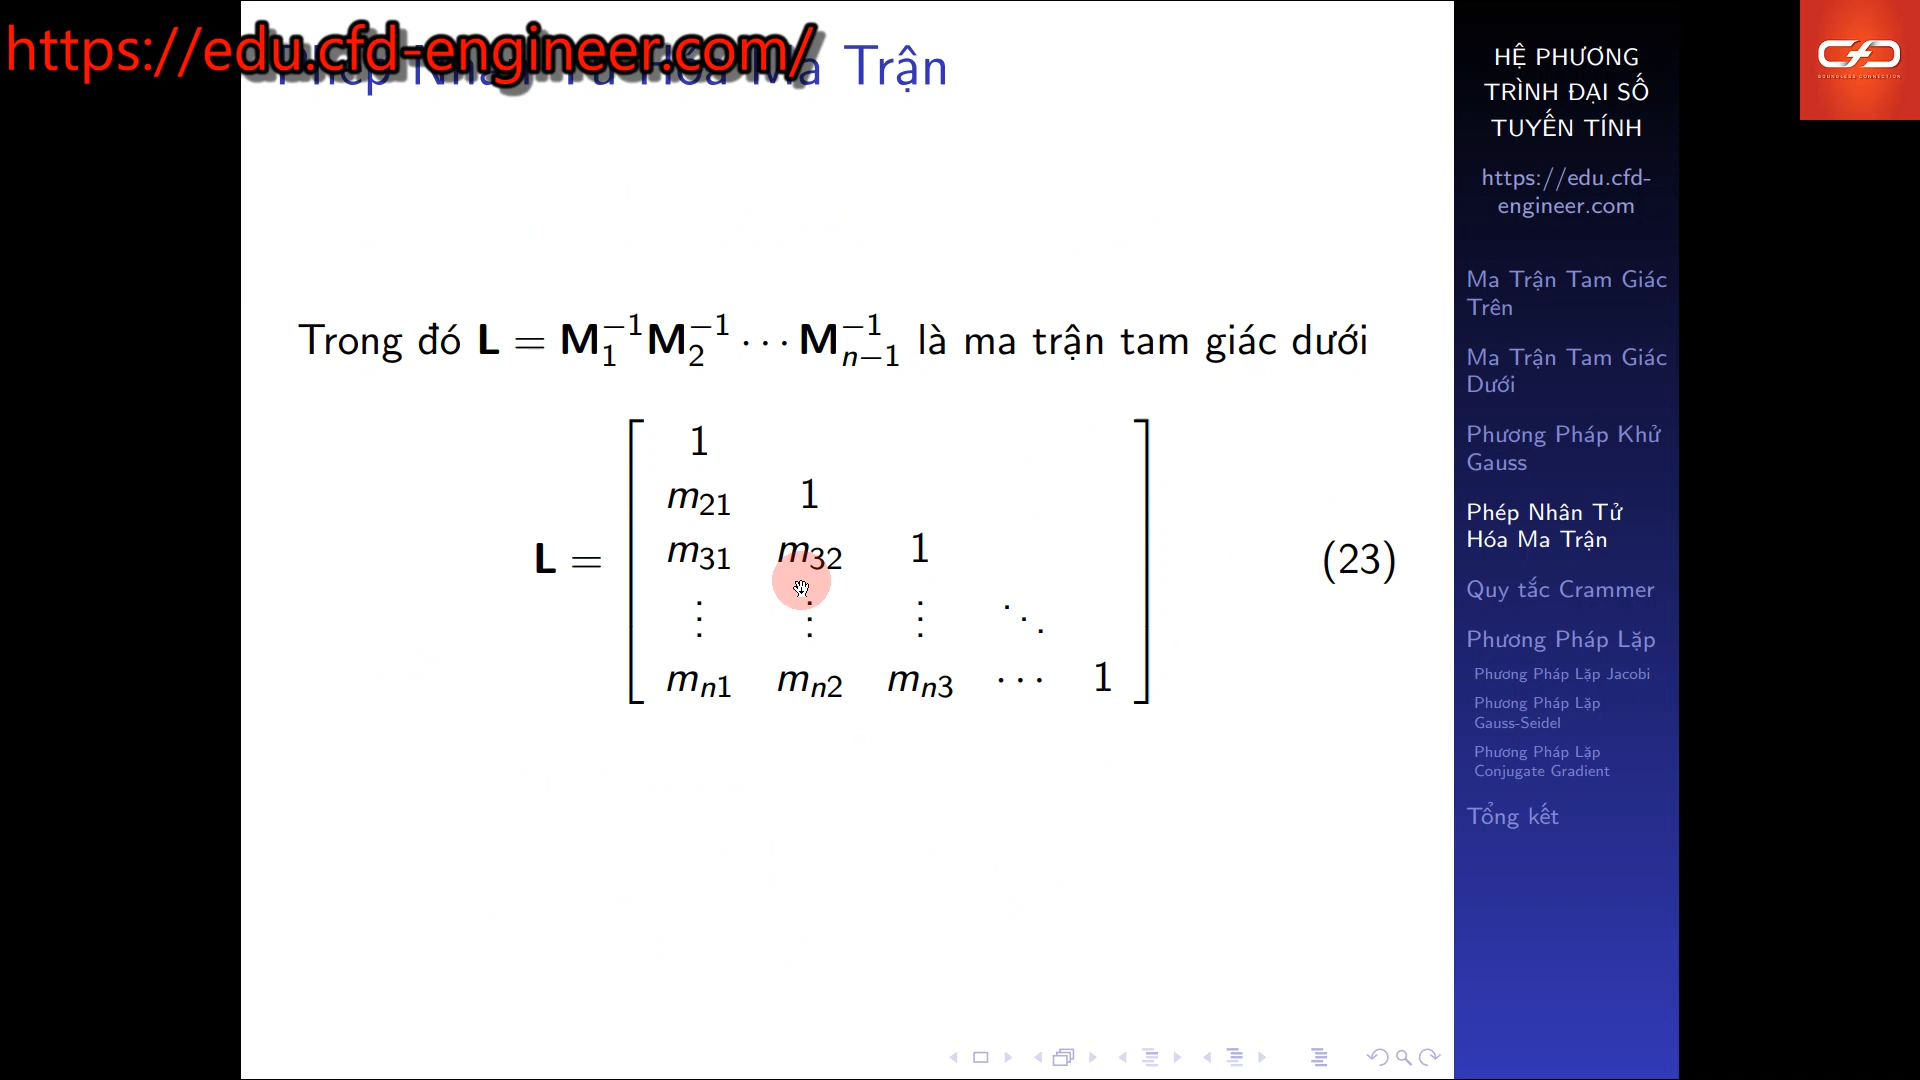 https://edu.cfd-engineer.com/
Trận
Trong đó L = M₁⁻¹M₂⁻¹ ··· Mₙ₋₁⁻¹ là ma trận tam giác dưới
1
m₂₁ 1
m₃₁ m₃₂ 1
L = ⋮ ⋮ ⋮ ⋱ (23)
mₙ₁ mₙ₂ mₙ₃ ··· 1
HỆ PHƯƠNG
TRÌNH ĐẠI SỐ
TUYẾN TÍNH
https://edu.cfd-
engineer.com
Ma Trận Tam Giác
Trên
Ma Trận Tam Giác
Dưới
Phương Pháp Khử
Gauss
Phép Nhân Tử
Hóa Ma Trận
Quy tắc Crammer
Phương Pháp Lặp
Phương Pháp Lặp Jacobi
Phương Pháp Lặp
Gauss-Seidel
Phương Pháp Lặp
Conjugate Gradient
Tổng kết